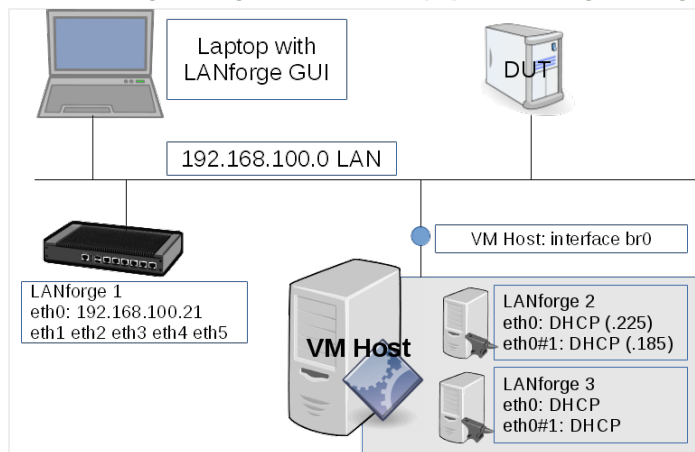 Laptop with
LANforge GUI
DUT
192.168.100.0 LAN
VM Host: interface br0
LANforge 1
eth0: 192.168.100.21
eth1 eth2 eth3 eth4 eth5
VM Host
LANforge 2
eth0: DHCP (.225)
eth0#1: DHCP (.185)
LANforge 3
eth0: DHCP
eth0#1: DHCP